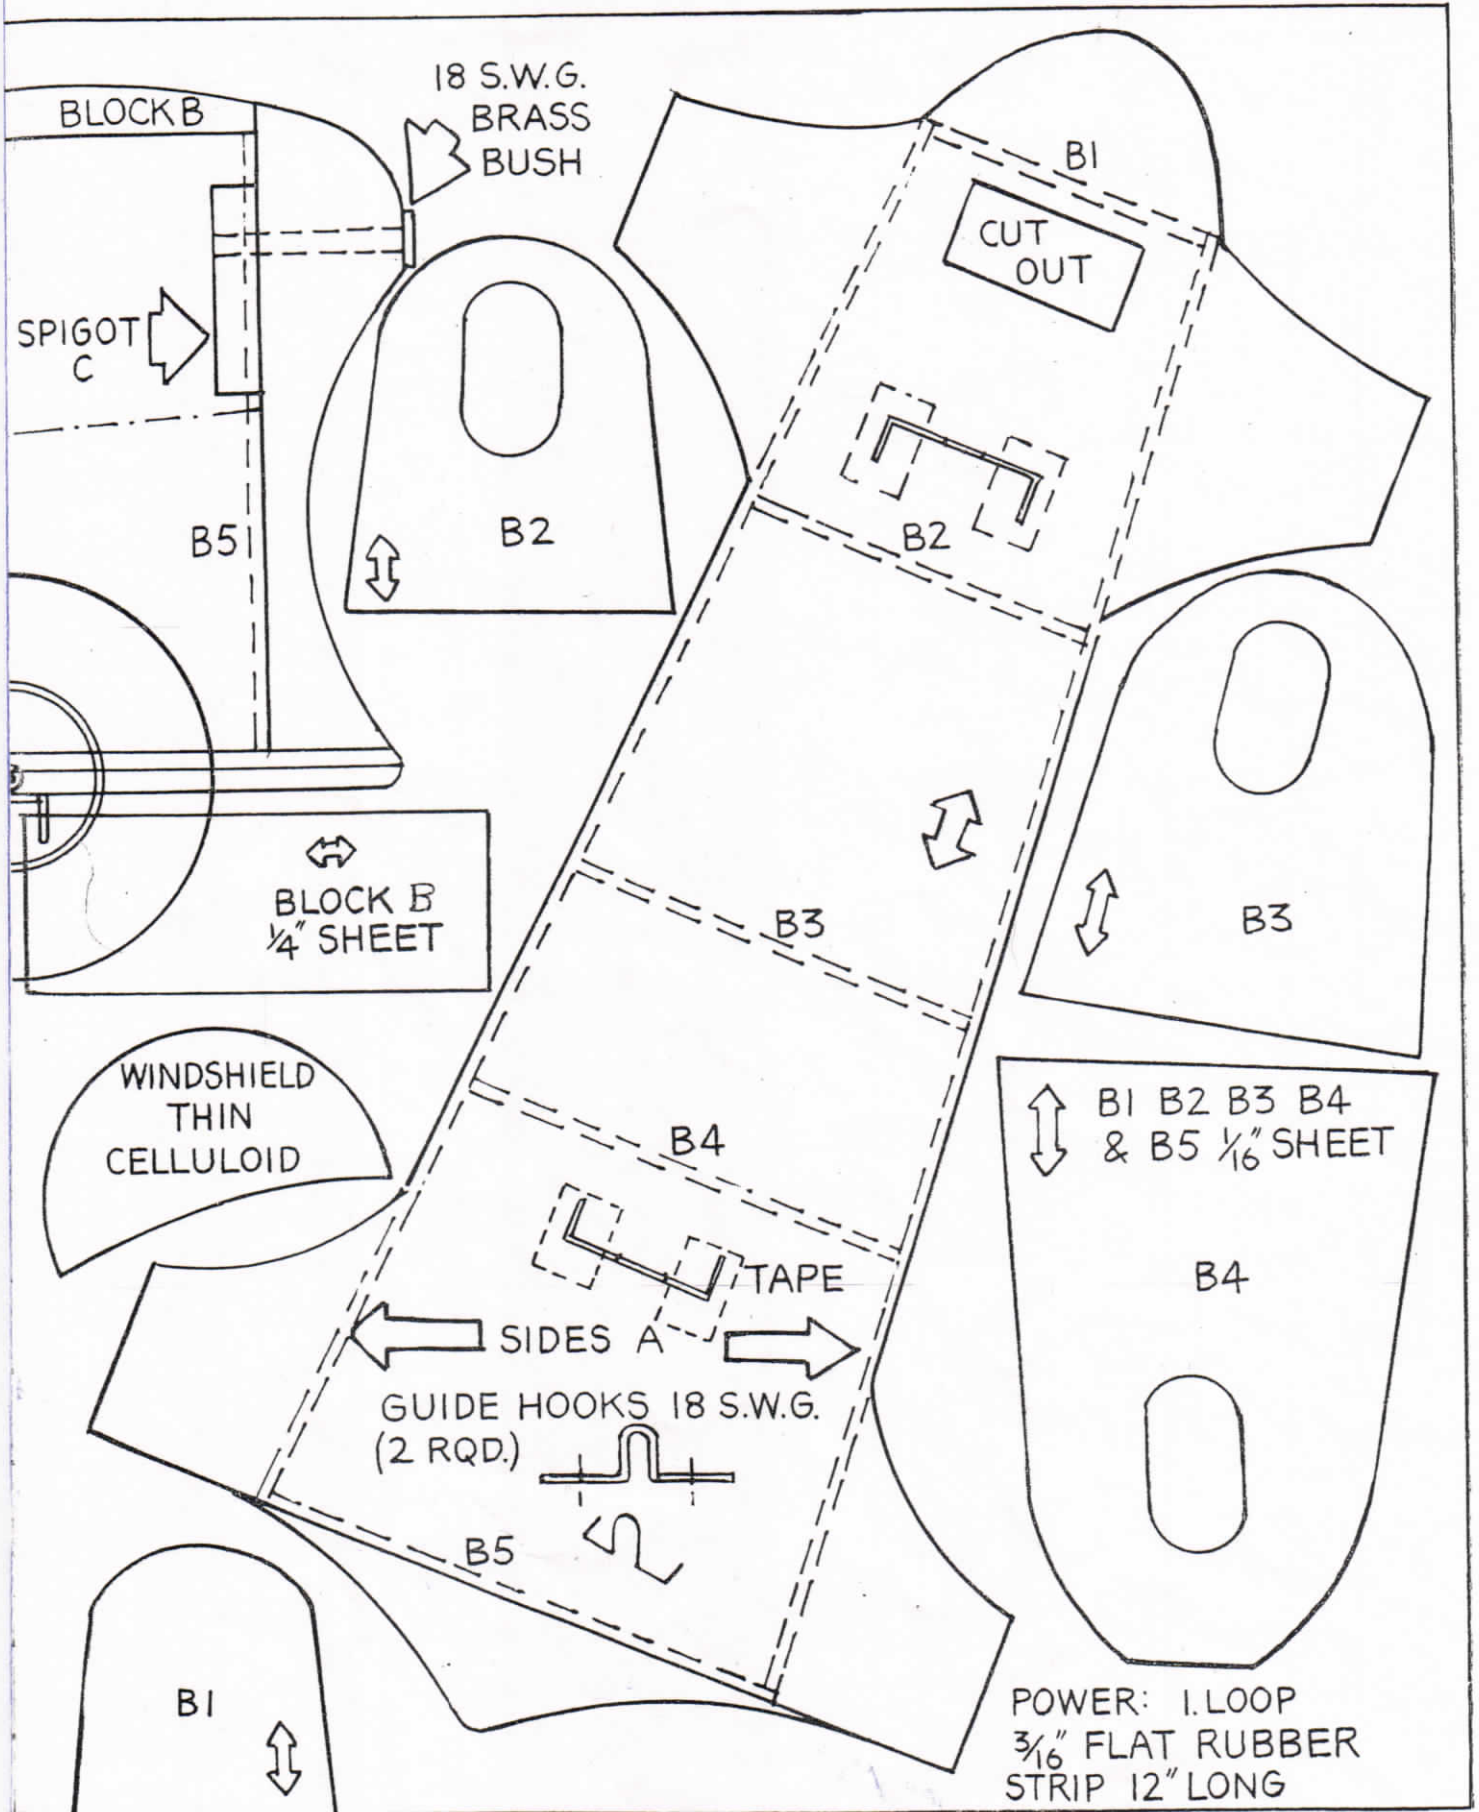 BLOCK B
18 S.W.G.
BRASS
BUSH
B1
CUT
OUT
SPIGOT
C
B5
B2
B2
BLOCK B
1/4" SHEET
B3
B3
WINDSHIELD
THIN
CELLULOID
B4
B1 B2 B3 B4
& B5 1/16" SHEET
B4
TAPE
SIDES A
GUIDE HOOKS 18 S.W.G.
(2 RQD.)
B5
B1
POWER: 1. LOOP
3/16" FLAT RUBBER
STRIP 12" LONG